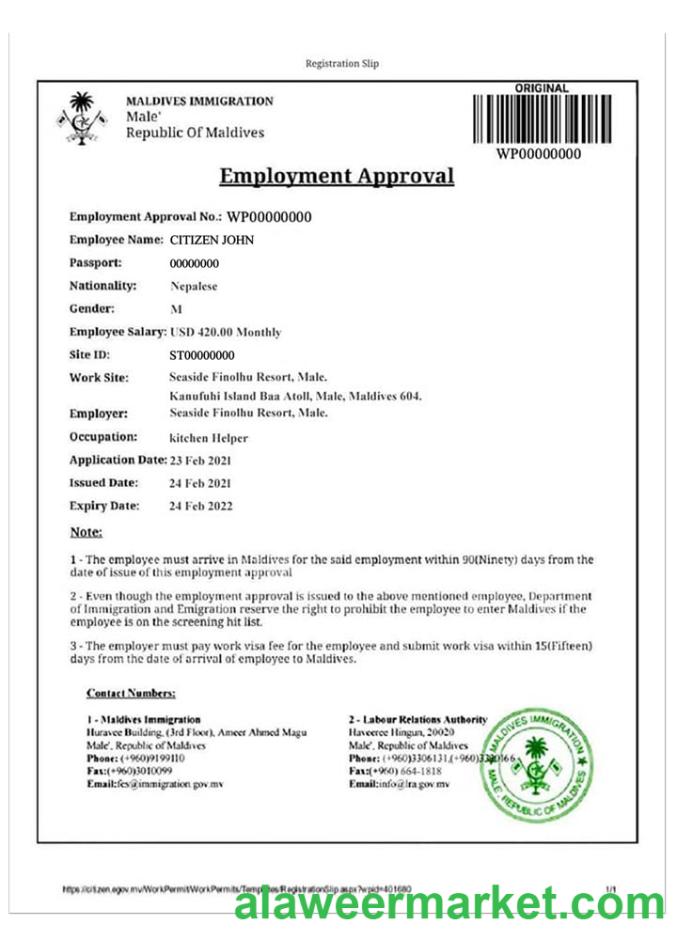 Registration Slip
MALDIVES IMMIGRATION
Male'
Republic Of Maldives
ORIGINAL
WP00000000
Employment Approval
Employment Approval No.: WP00000000
Employee Name: CITIZEN JOHN
Passport: 00000000
Nationality: Nepalese
Gender: M
Employee Salary: USD 420.00 Monthly
Site ID: ST00000000
Work Site: Seaside Finolhu Resort, Male.
Kanufuhi Island Baa Atoll, Male, Maldives 604.
Employer: Seaside Finolhu Resort, Male.
Occupation: kitchen Helper
Application Date: 23 Feb 2021
Issued Date: 24 Feb 2021
Expiry Date: 24 Feb 2022
Note:
1 - The employee must arrive in Maldives for the said employment within 90(Ninety) days from the
date of issue of this employment approval
2 - Even though the employment approval is issued to the above mentioned employee, Department
of Immigration and Emigration reserve the right to prohibit the employee to enter Maldives if the
employee is on the screening hit list.
3 - The employer must pay work visa fee for the employee and submit work visa within 15(Fifteen)
days from the date of arrival of employee to Maldives.
Contact Numbers:
1 - Maldives Immigration
Huravee Building, (3rd Floor), Ameer Ahmed Magu
Male', Republic of Maldives
Phone: (+960)9199110
Fax:(+960)3010099
Email:fes@immigration.gov.mv
2 - Labour Relations Authority
Haveeree Hingun, 20020
Male', Republic of Maldives
Phone: (+960)3306131,(+960)3330166
Fax:(+960) 664-1818
Email:info@lra.gov.mv
MALDIVES IMMIGRATION
MALE', REPUBLIC OF MALDIVES
https://citizen.egov.mv/WorkPermit/WorkPermits/Templates/RegistrationSlip.aspx?wpid=401680
1/1
alaweermarket.com